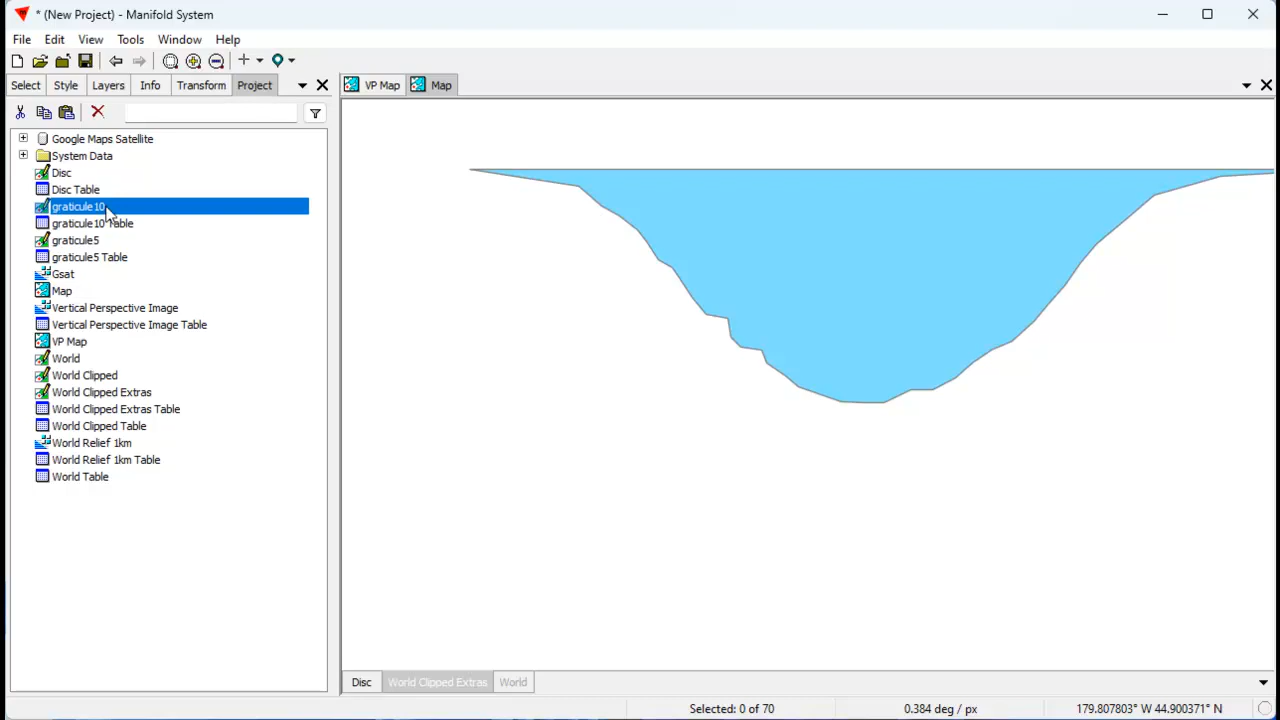 * (New Project) - Manifold System
File Edit View Tools Window Help
Select Style Layers Info Transform Project
VP Map Map
Google Maps Satellite
System Data
Disc
Disc Table
graticule10
graticule10 Table
graticule5
graticule5 Table
Gsat
Map
Vertical Perspective Image
Vertical Perspective Image Table
VP Map
World
World Clipped
World Clipped Extras
World Clipped Extras Table
World Clipped Table
World Relief 1km
World Relief 1km Table
World Table
Disc World Clipped Extras World
Selected: 0 of 70 0.384 deg / px 179.807803° W 44.900371° N